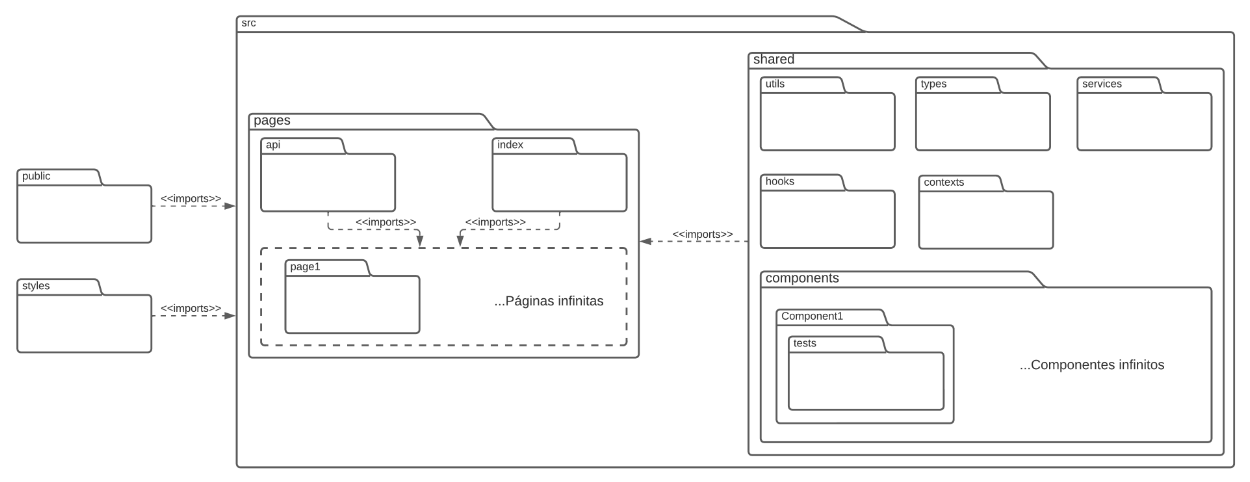 src
shared
utils
types
services
pages
api
index
public
<<imports>>
hooks
contexts
<<imports>>
<<imports>>
<<imports>>
page1
...Páginas infinitas
styles
<<imports>>
components
Component1
tests
...Componentes infinitos